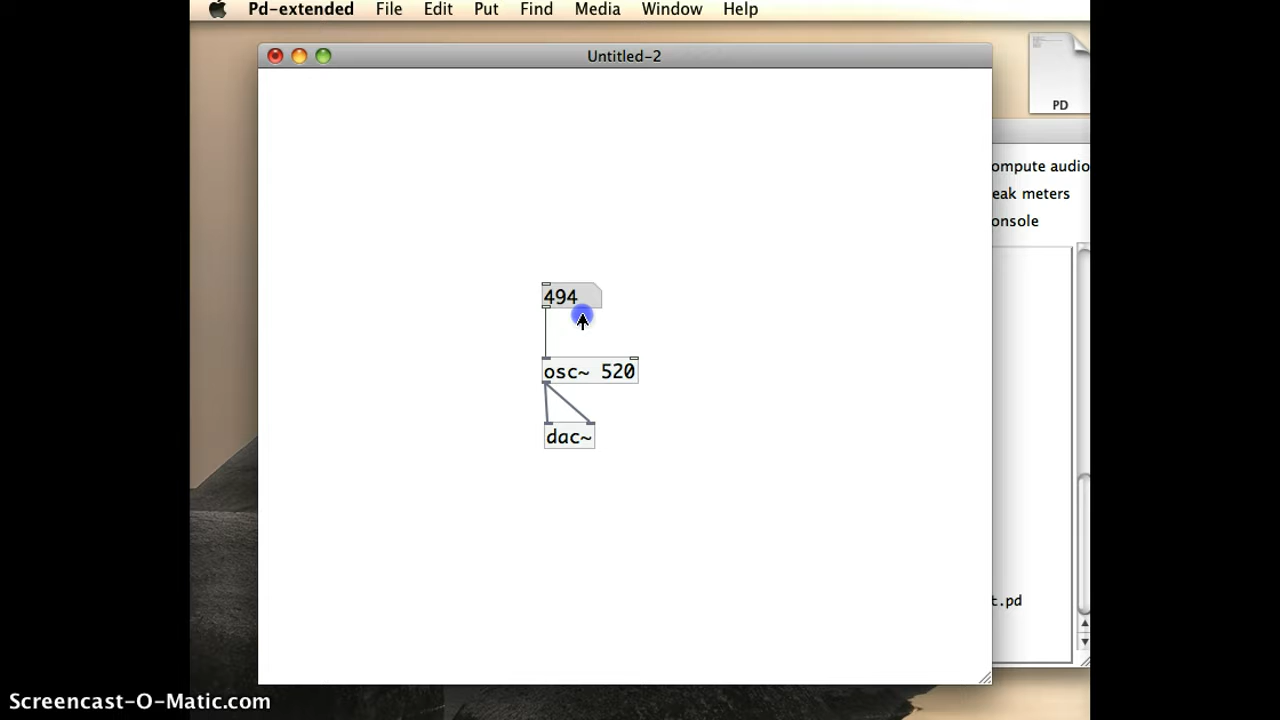 Pd-extended File Edit Put Find Media Window Help
Untitled-2
PD
ompute audio
eak meters
onsole
494
osc~ 520
dac~
t.pd
Screencast-O-Matic.com